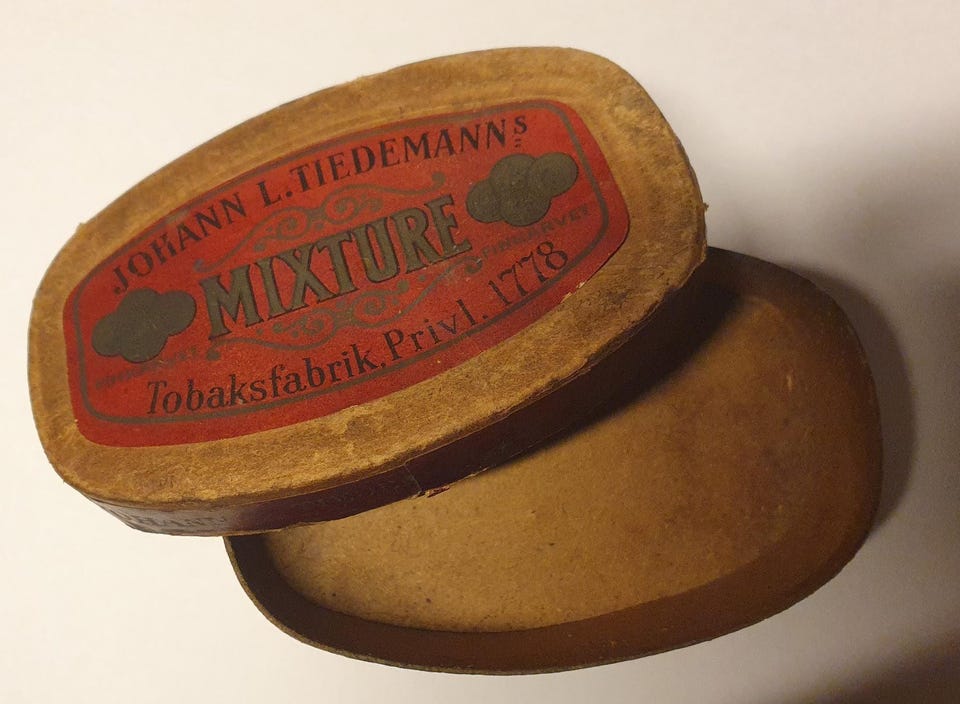 JOHANN L. TIEDEMANNs
MIXTURE
Tobaksfabrik, Privl. 1778